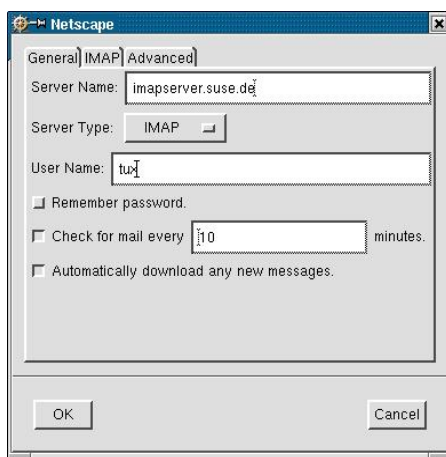 Netscape
General IMAP Advanced
Server Name: imapserver.suse.de
Server Type: IMAP
User Name: tux
Remember password.
Check for mail every 10 minutes.
Automatically download any new messages.
OK Cancel